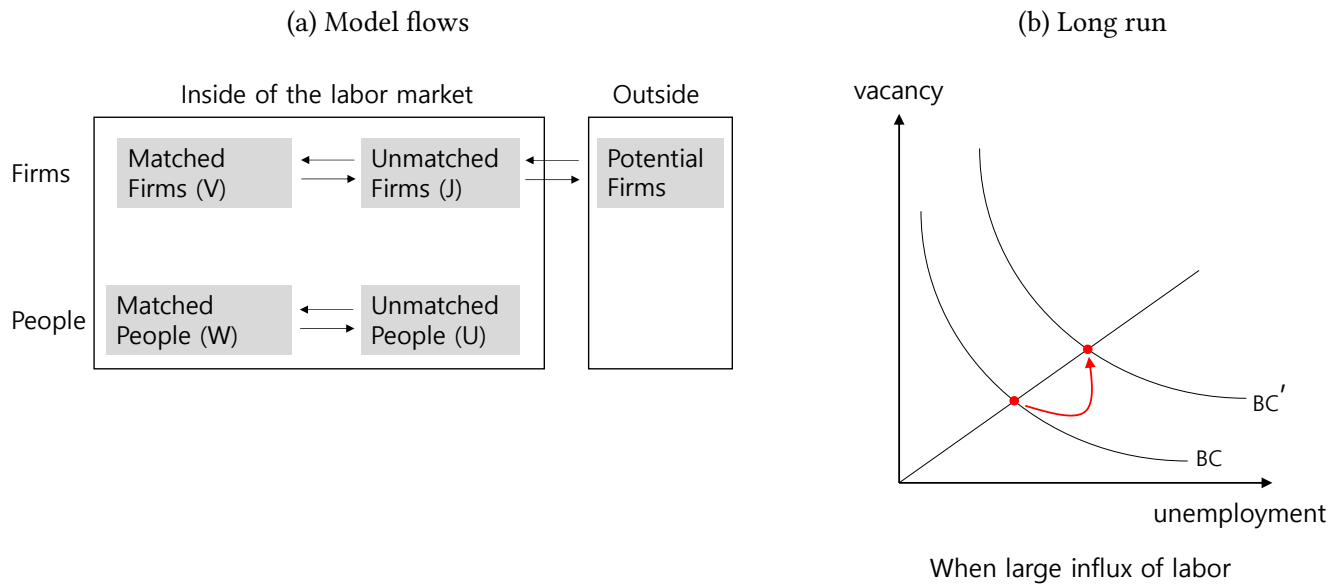 (a) Model flows
Inside of the labor market
Outside
Firms
Matched
Firms (V)
Unmatched
Firms (J)
Potential
Firms
People
Matched
People (W)
Unmatched
People (U)
(b) Long run
vacancy
BC′
BC
unemployment
When large influx of labor